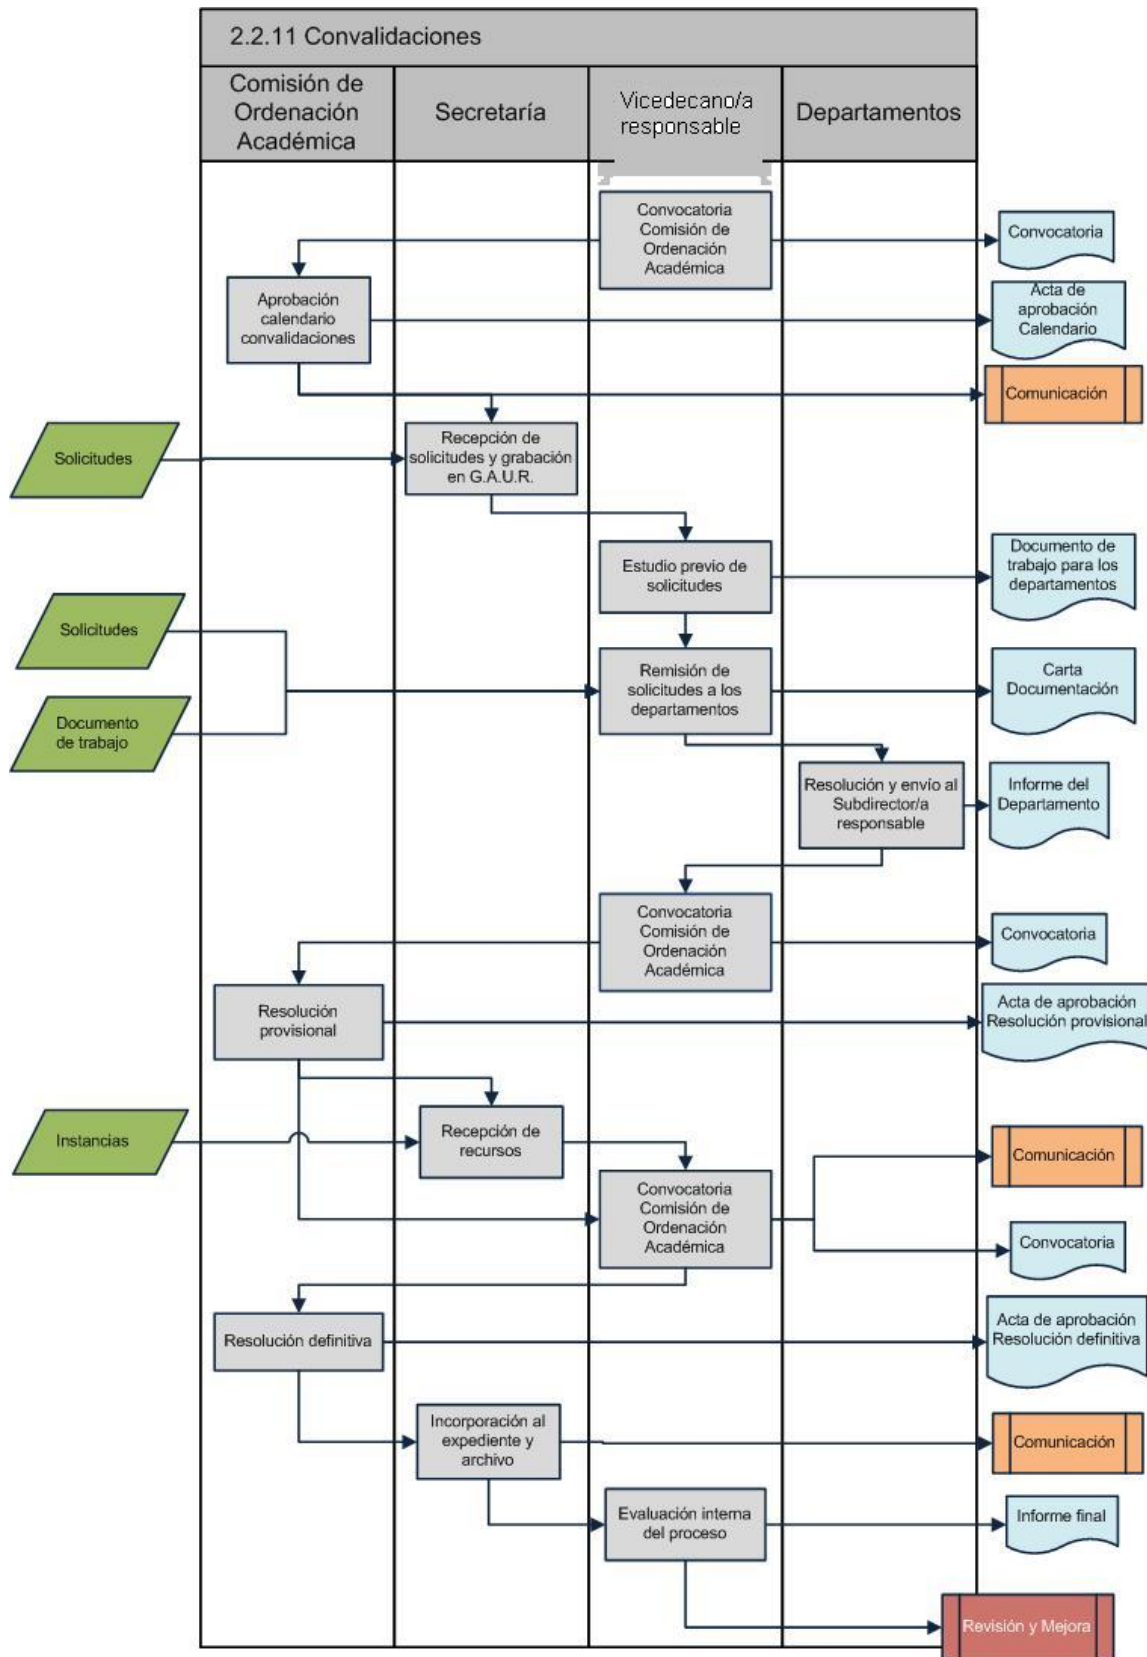 2.2.11 Convalidaciones
Comisión de
Ordenación
Académica
Secretaría
Vicedecano/a
responsable
Departamentos
Convocatoria
Comisión de
Ordenación
Académica
Convocatoria
Aprobación
calendario
convalidaciones
Acta de
aprobación
Calendario
Comunicación
Solicitudes
Recepción de
solicitudes y grabación
en G.A.U.R.
Estudio previo de
solicitudes
Documento de
trabajo para los
departamentos
Solicitudes
Documento
de trabajo
Remisión de
solicitudes a los
departamentos
Carta
Documentación
Resolución y envío al
Subdirector/a
responsable
Informe del
Departamento
Convocatoria
Comisión de
Ordenación
Académica
Convocatoria
Resolución
provisional
Acta de aprobación
Resolución provisional
Instancias
Recepción de
recursos
Comunicación
Convocatoria
Comisión de
Ordenación
Académica
Convocatoria
Resolución definitiva
Acta de aprobación
Resolución definitiva
Incorporación al
expediente y
archivo
Comunicación
Evaluación interna
del proceso
Informe final
Revisión y Mejora